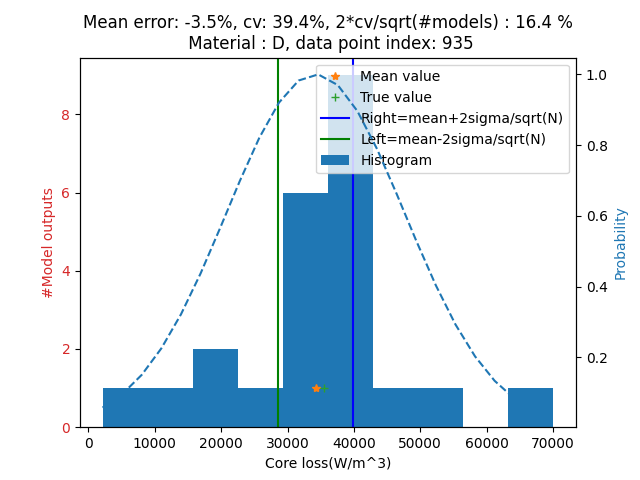 Mean error: -3.5%, cv: 39.4%, 2*cv/sqrt(#models) : 16.4 %
Material : D, data point index: 935
Mean value
True value
Right=mean+2sigma/sqrt(N)
Left=mean-2sigma/sqrt(N)
Histogram
#Model outputs
8
6
4
2
0
1.0
0.8
0.6
0.4
0.2
Probability
0 10000 20000 30000 40000 50000 60000 70000
Core loss(W/m^3)